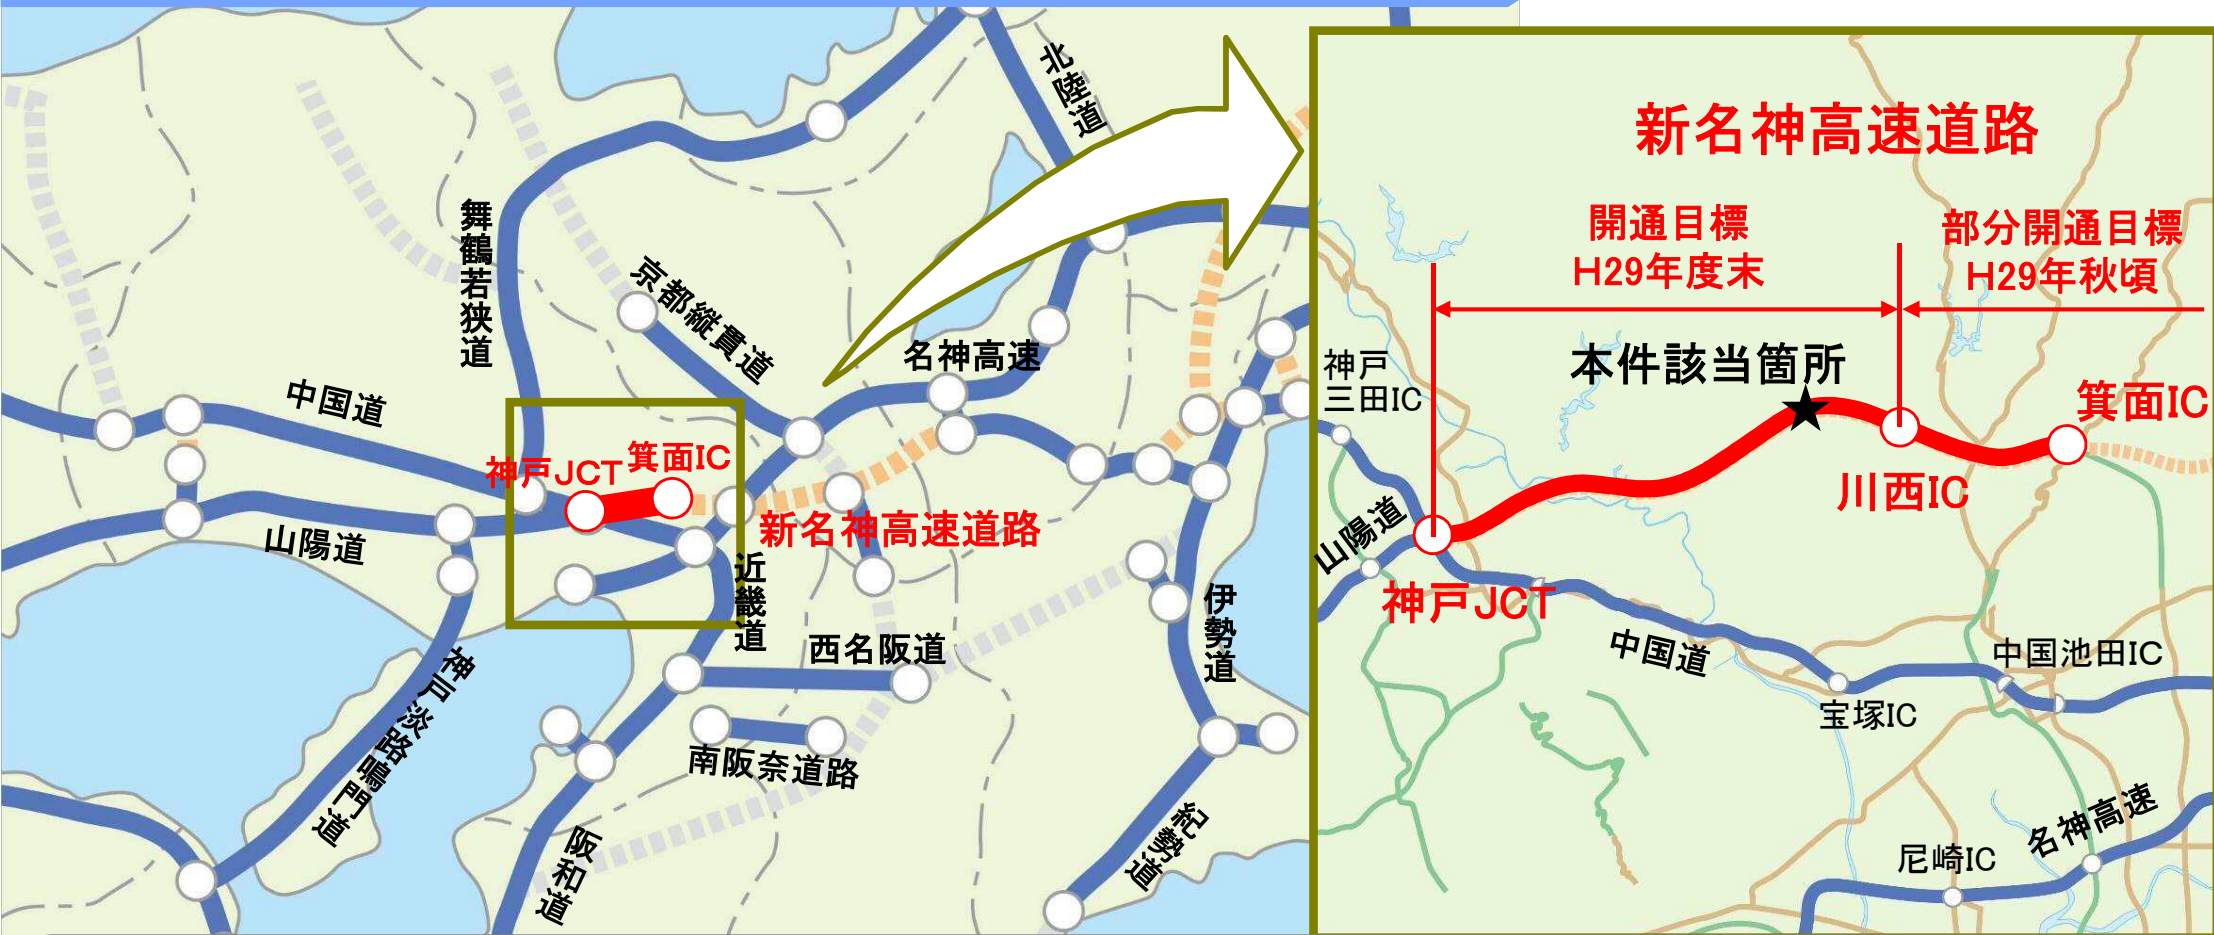 北陸道
舞鶴若狭道
京都縦貫道
名神高速
中国道
神戸JCT
箕面IC
山陽道
新名神高速道路
近畿道
西名阪道
伊勢道
神戸淡路鳴門道
南阪奈道路
阪和道
紀勢道
新名神高速道路
開通目標
H29年度末
部分開通目標
H29年秋頃
本件該当箇所
神戸
三田IC
箕面IC
川西IC
山陽道
神戸JCT
中国道
中国池田IC
宝塚IC
名神高速
尼崎IC